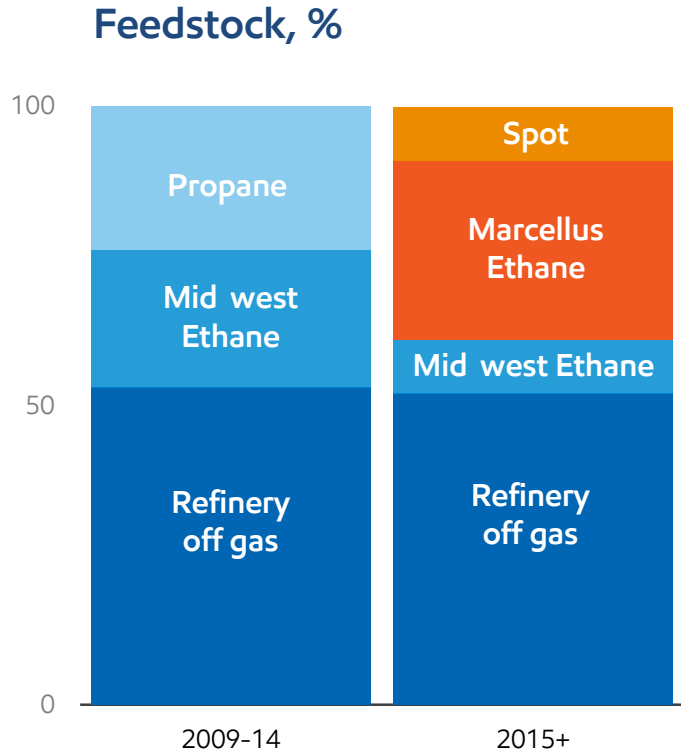 Feedstock, %
100
50
0
Propane
Mid west
Ethane
Refinery
off gas
2009-14
Spot
Marcellus
Ethane
Mid west Ethane
Refinery
off gas
2015+